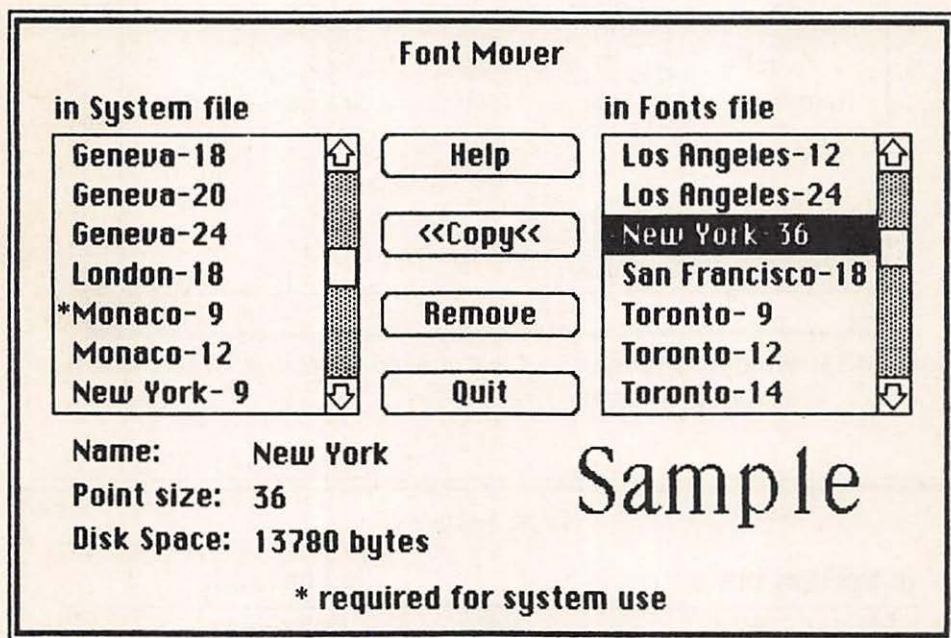 Font Mover
in System file
in Fonts file
Geneva-18
Geneva-20
Geneva-24
London-18
*Monaco- 9
Monaco-12
New York- 9
Help
<<Copy<<
Remove
Quit
Los Angeles-12
Los Angeles-24
New York-36
San Francisco-18
Toronto- 9
Toronto-12
Toronto-14
Name: New York
Point size: 36
Disk Space: 13780 bytes
Sample
* required for system use